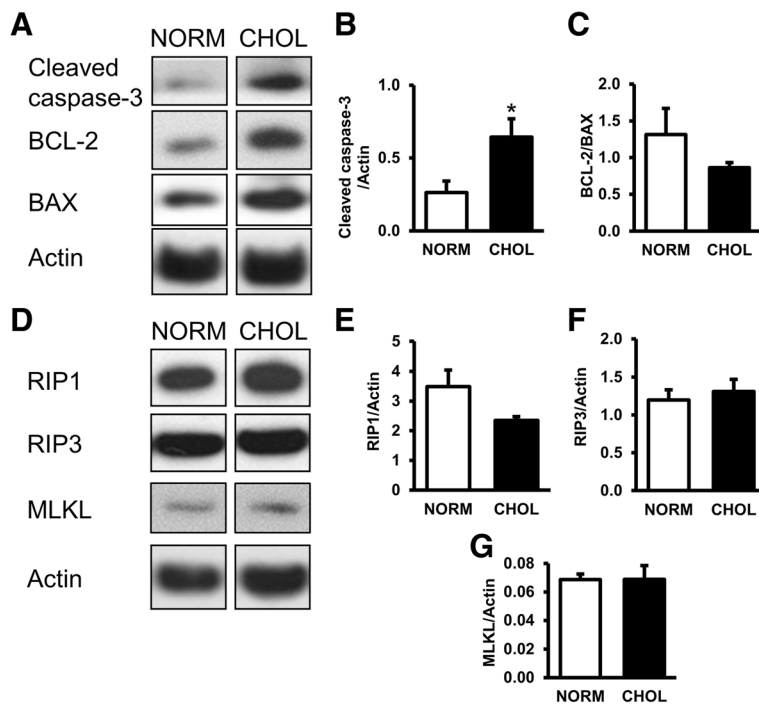 A
NORM CHOL
Cleaved
caspase-3
BCL-2
BAX
Actin
B
Cleaved caspase-3
/Actin
1.0
0.5
0.0
*
NORM CHOL
C
BCL-2/BAX
2.0
1.5
1.0
0.5
0.0
NORM CHOL
D
NORM CHOL
RIP1
RIP3
MLKL
Actin
E
RIP1/Actin
5
4
3
2
1
0
NORM CHOL
F
RIP3/Actin
2.0
1.5
1.0
0.5
0.0
NORM CHOL
G
MLKL/Actin
0.08
0.06
0.04
0.02
0.00
NORM CHOL